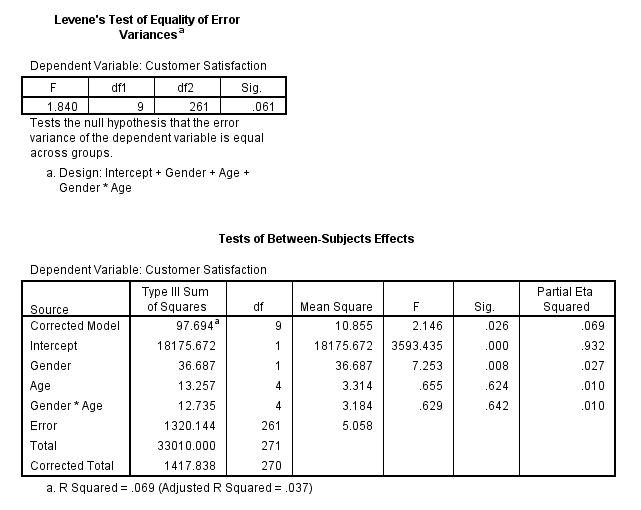 Levene's Test of Equality of Error
Variances a
Dependent Variable: Customer Satisfaction
F df1 df2 Sig.
1.840 9 261 .061
Tests the null hypothesis that the error
variance of the dependent variable is equal
across groups.
a. Design: Intercept + Gender + Age +
Gender * Age
Tests of Between-Subjects Effects
Dependent Variable: Customer Satisfaction
Source Type III Sum of Squares df Mean Square F Sig. Partial Eta Squared
Corrected Model 97.694 a 9 10.855 2.146 .026 .069
Intercept 18175.672 1 18175.672 3593.435 .000 .932
Gender 36.687 1 36.687 7.253 .008 .027
Age 13.257 4 3.314 .655 .624 .010
Gender * Age 12.735 4 3.184 .629 .642 .010
Error 1320.144 261 5.058
Total 33010.000 271
Corrected Total 1417.838 270
a. R Squared = .069 (Adjusted R Squared = .037)